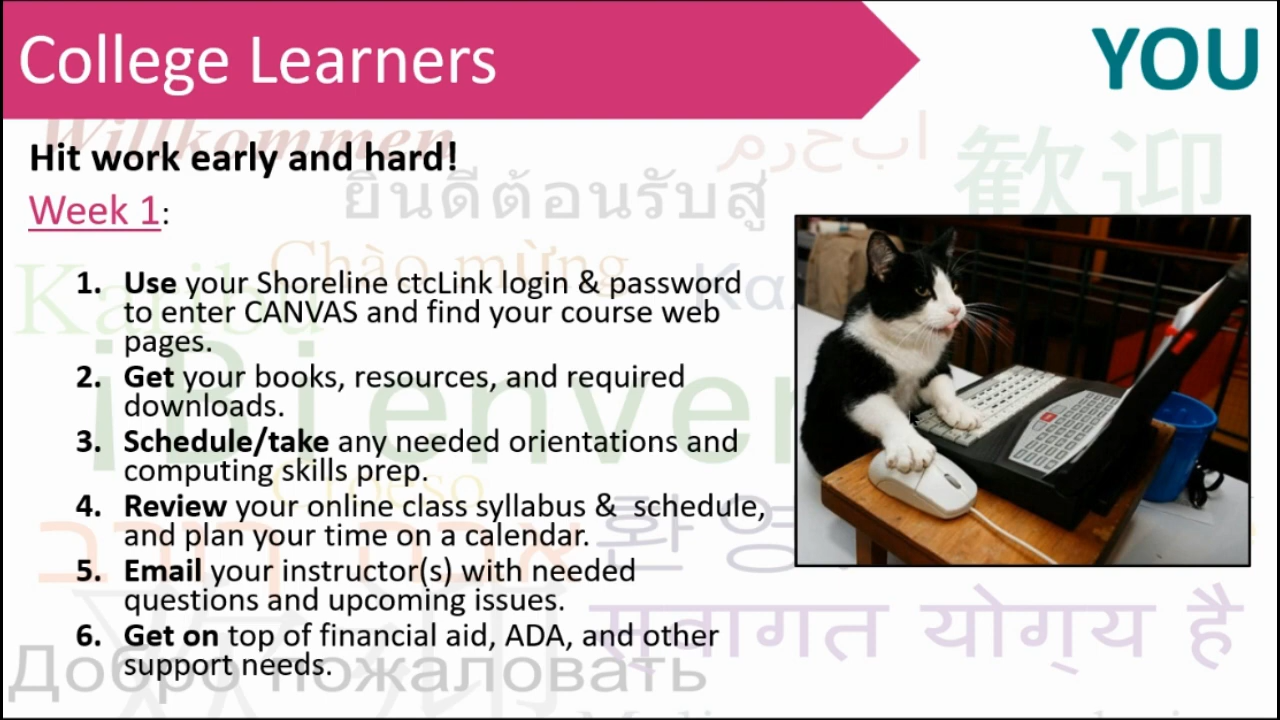 College Learners
YOU
Willkommen
ابحرم
歓迎
Hit work early and hard!
ยินดีต้อนรับสู่
Week 1:
Chào mừng
1. Use your Shoreline ctcLink login & password
to enter CANVAS and find your course web
pages.
2. Get your books, resources, and required
downloads.
3. Schedule/take any needed orientations and
computing skills prep.
4. Review your online class syllabus &  schedule,
and plan your time on a calendar.
5. Email your instructor(s) with needed
questions and upcoming issues.
6. Get on top of financial aid, ADA, and other
support needs.
स्वागत योग्य है
Добро пожаловать